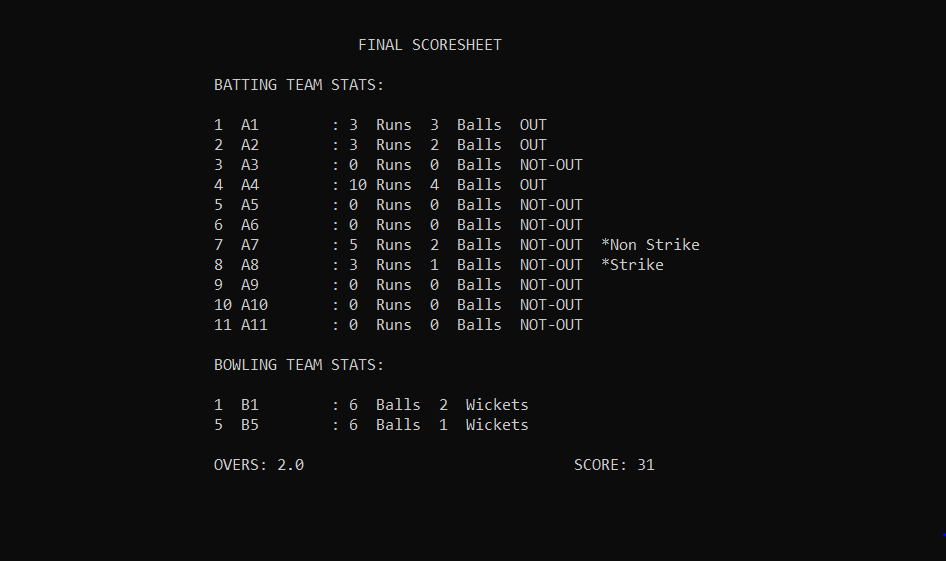 FINAL SCORESHEET
BATTING TEAM STATS:
1 A1 : 3 Runs 3 Balls OUT
2 A2 : 3 Runs 2 Balls OUT
3 A3 : 0 Runs 0 Balls NOT-OUT
4 A4 : 10 Runs 4 Balls OUT
5 A5 : 0 Runs 0 Balls NOT-OUT
6 A6 : 0 Runs 0 Balls NOT-OUT
7 A7 : 5 Runs 2 Balls NOT-OUT *Non Strike
8 A8 : 3 Runs 1 Balls NOT-OUT *Strike
9 A9 : 0 Runs 0 Balls NOT-OUT
10 A10 : 0 Runs 0 Balls NOT-OUT
11 A11 : 0 Runs 0 Balls NOT-OUT
BOWLING TEAM STATS:
1 B1 : 6 Balls 2 Wickets
5 B5 : 6 Balls 1 Wickets
OVERS: 2.0 SCORE: 31